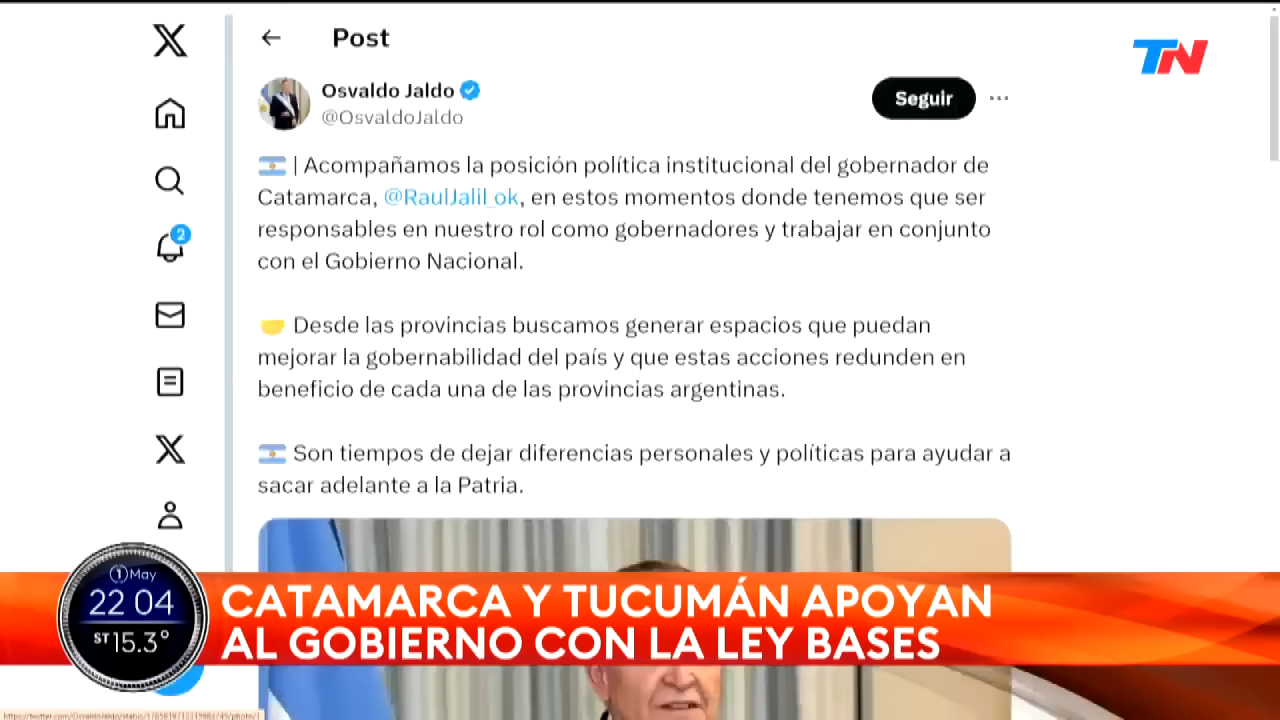 Post
TN
Osvaldo Jaldo
@OsvaldoJaldo
Seguir
| Acompañamos la posición política institucional del gobernador de
Catamarca, @RaulJalil_ok, en estos momentos donde tenemos que ser
responsables en nuestro rol como gobernadores y trabajar en conjunto
con el Gobierno Nacional.
2
Desde las provincias buscamos generar espacios que puedan
mejorar la gobernabilidad del país y que estas acciones redunden en
beneficio de cada una de las provincias argentinas.
Son tiempos de dejar diferencias personales y políticas para ayudar a
sacar adelante a la Patria.
1 May
22 04
ST 15.3°
CATAMARCA Y TUCUMÁN APOYAN
AL GOBIERNO CON LA LEY BASES